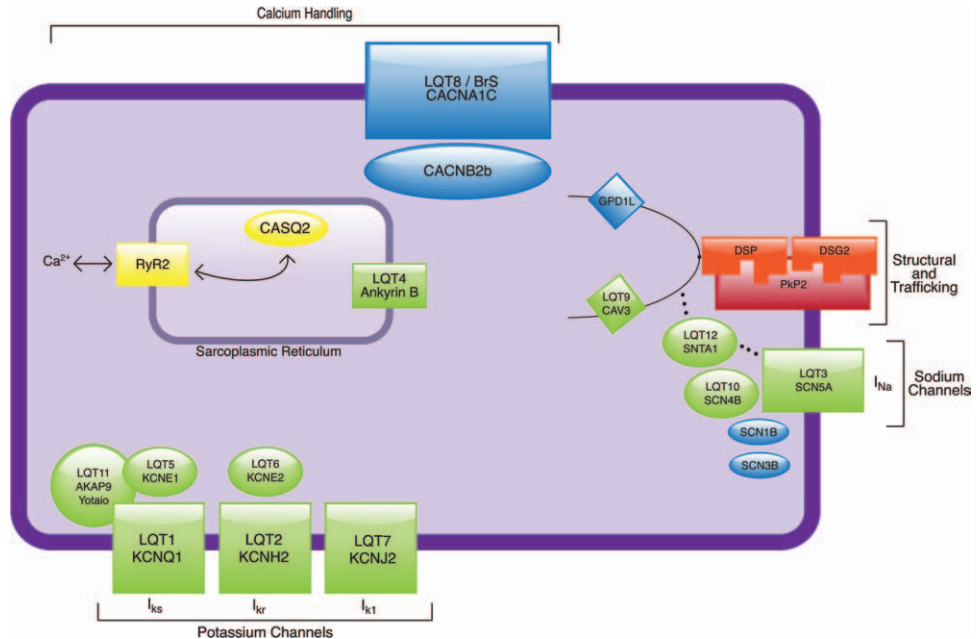 Calcium Handling
LQT8 / BrS
CACNA1C
CACNB2b
GPD1L
CASQ2
Ca²⁺
RyR2
LQT4
Ankyrin B
Sarcoplasmic Reticulum
DSP
DSG2
PkP2
Structural
and
Trafficking
LQT9
CAV3
LQT12
SNTA1
LQT10
SCN4B
LQT3
SCN5A
INa
Sodium
Channels
SCN1B
SCN3B
LQT11
AKAP9
Yotaio
LQT5
KCNE1
LQT6
KCNE2
LQT1
KCNQ1
LQT2
KCNH2
LQT7
KCNJ2
Iks
Ikr
Ik1
Potassium Channels